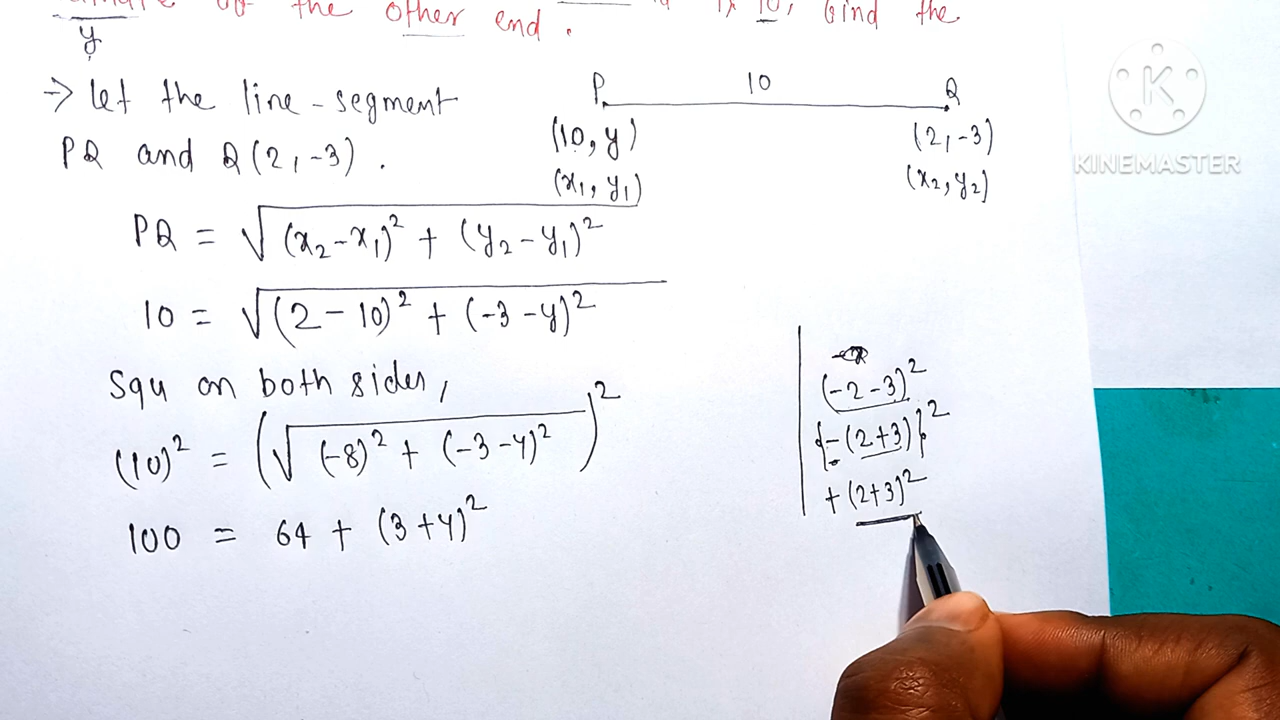 of the other end. 10, find the
y
→ Let the line-segment
PQ and Q(2,-3).
P 10 Q
(10, y) (2,-3)
(x₁, y₁) (x₂, y₂)
PQ = √(x₂-x₁)² + (y₂-y₁)²
10 = √(2-10)² + (-3-y)²
Squ on both sides,
(10)² = (√(-8)² + (-3-y)²)²
100 = 64 + (3+y)²
(-2-3)²
{-(2+3)}²
+(2+3)²
K
KINEMASTER